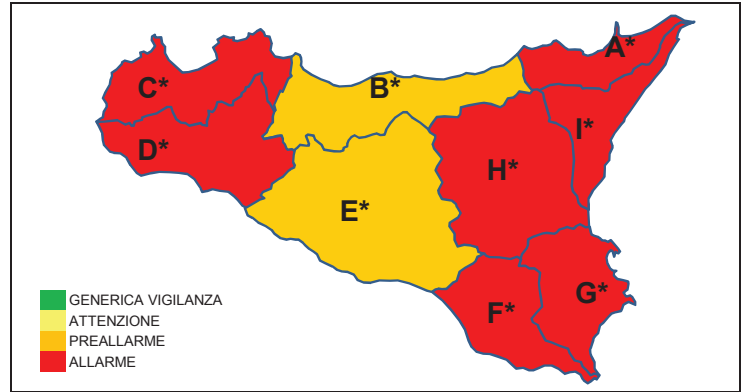 A*
C*
B*
I*
D*
H*
E*
G*
F*
GENERICA VIGILANZA
ATTENZIONE
PREALLARME
ALLARME